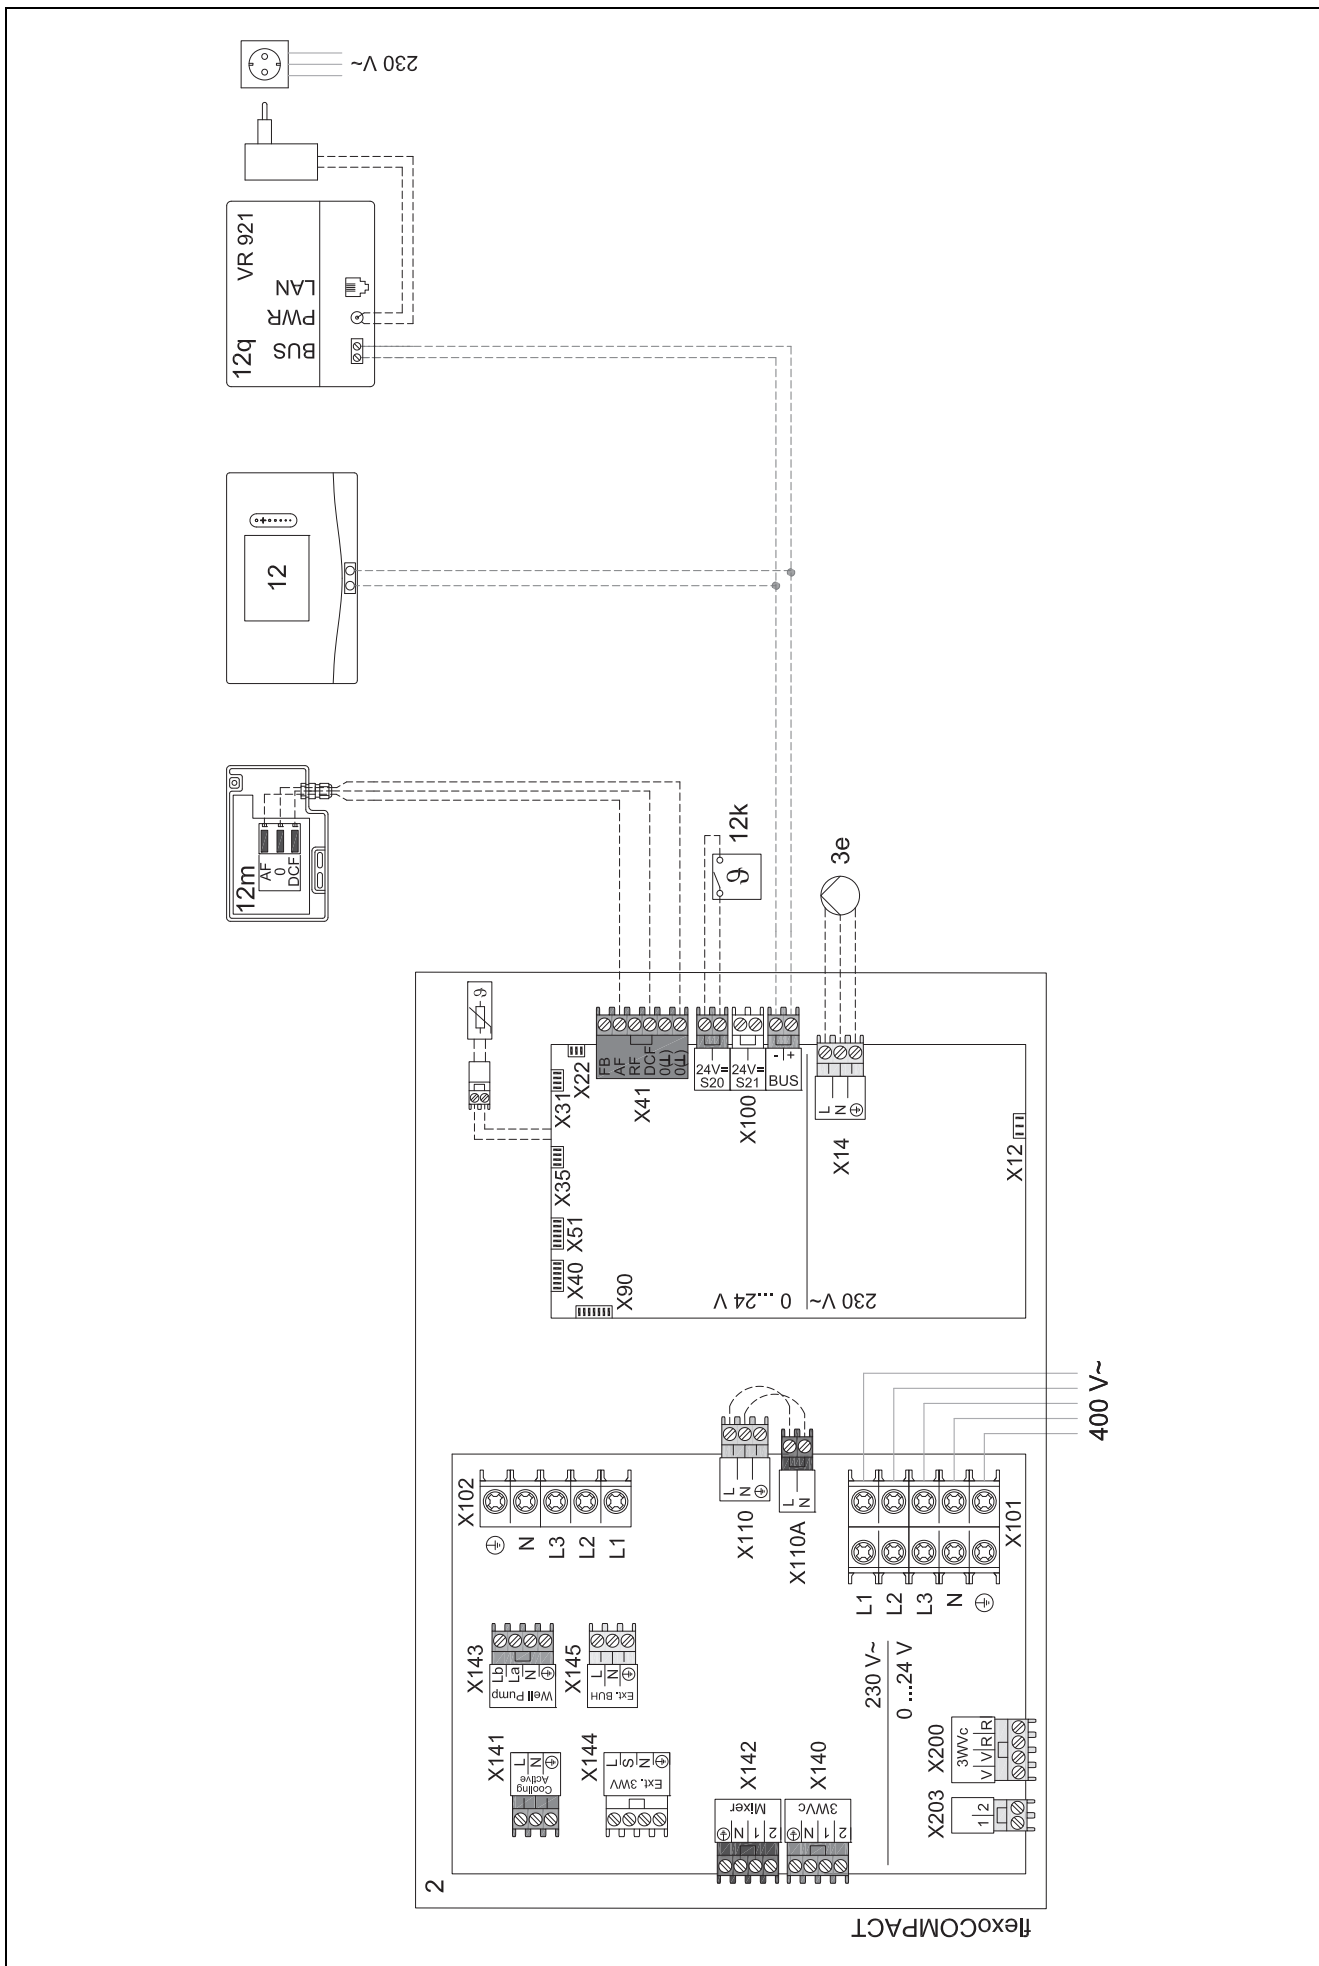 230 V~
VR 921
LAN
PWR
BUS
12q
12
12m
AF
0
DCF
12k
ϑ
3e
ϑ
X31
X22
FB
AF
RF
DCF
0(⊥)
0(⊥)
X41
24V=
S20
24V=
S21
X100
- +
BUS
L
N
X14
X12
X35
X51
X40
X90
0 ...24 V
230 V~
400 V~
X102
N
L3
L2
L1
L
N
X110
L
N
X110A
X101
L1
L2
L3
N
X143
Lb
La
N
Well Pump
X145
L
N
Ext. BUH
X141
L
N
Cooling
Active
X144
L
S
N
Ext. 3WV
X142
Mixer
N
1
2
X140
3WVc
N
1
2
230 V~
0 ...24 V
X200
3WVc
V V R R
X203
1 2
2
flexoCOMPACT